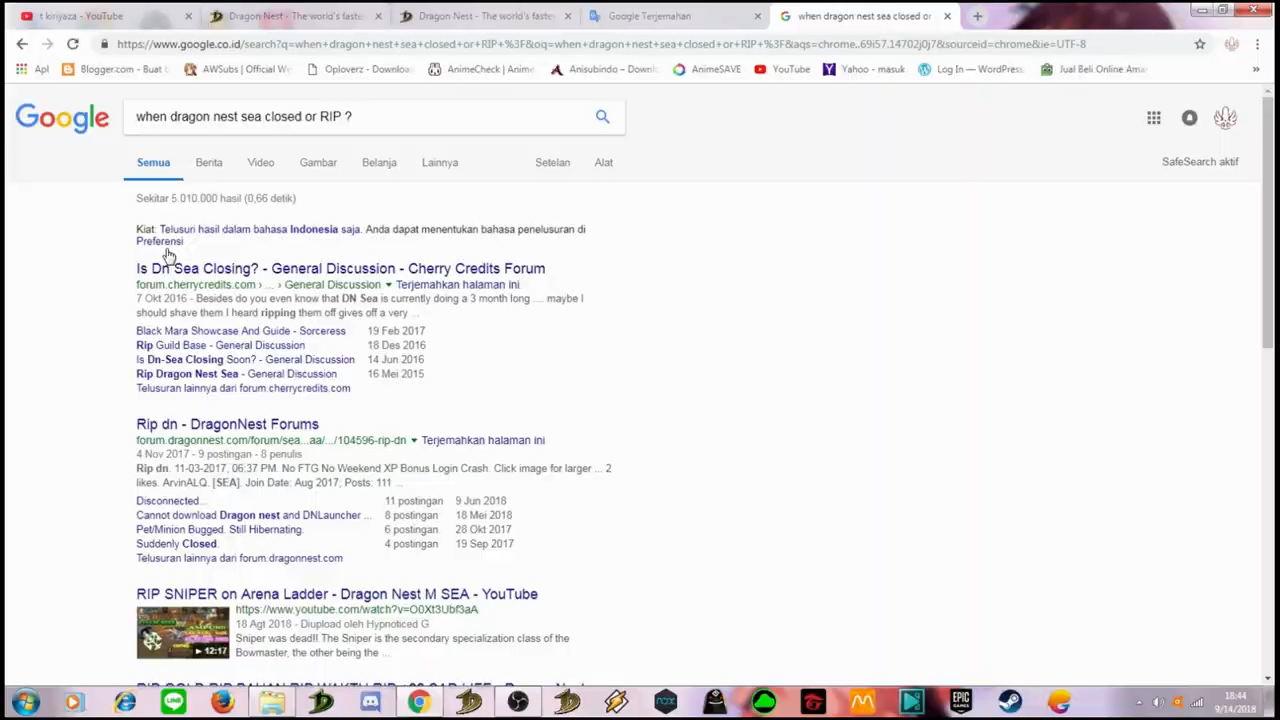 t kinyaza - YouTube
Dragon Nest - The world's faste
Dragon Nest - The world's faste
Google Terjemahan
when dragon nest sea closed or
https://www.google.co.id/search?q=when+dragon+nest+sea+closed+or+RIP+%3F&oq=when+dragon+nest+sea+closed+or+RIP+%3F&aqs=chrome..69i57.14702j0j7&sourceid=chrome&ie=UTF-8
Apl
Blogger.com - Buat
AWSubs | Official W
Oploverz - Downloa
AnimeCheck | Anime
Anisubindo – Downl
AnimeSAVE
YouTube
Yahoo - masuk
Log In — WordPress
Jual Beli Online Ama
Google
when dragon nest sea closed or RIP ?
Semua
Berita
Video
Gambar
Belanja
Lainnya
Setelan
Alat
SafeSearch aktif
Sekitar 5.010.000 hasil (0,66 detik)
Kiat: Telusuri hasil dalam bahasa Indonesia saja. Anda dapat menentukan bahasa penelusuran di
Preferensi
Is Dn Sea Closing? - General Discussion - Cherry Credits Forum
forum.cherrycredits.com › ... › General Discussion ▾ Terjemahkan halaman ini
7 Okt 2016 - Besides do you even know that DN Sea is currently doing a 3 month long .... maybe I
should shave them I heard ripping them off gives off a very ...
Black Mara Showcase And Guide - Sorceress 19 Feb 2017
Rip Guild Base - General Discussion 18 Des 2016
Is Dn-Sea Closing Soon? - General Discussion 14 Jun 2016
Rip Dragon Nest Sea - General Discussion 16 Mei 2015
Telusuran lainnya dari forum.cherrycredits.com
Rip dn - DragonNest Forums
forum.dragonnest.com/forum/sea...aa/.../104596-rip-dn ▾ Terjemahkan halaman ini
4 Nov 2017 - 9 postingan - 8 penulis
Rip dn. 11-03-2017, 06:37 PM. No FTG No Weekend XP Bonus Login Crash. Click image for larger ... 2
likes. ArvinALQ. [SEA]. Join Date: Aug 2017, Posts: 111 ...
Disconnected... 11 postingan 9 Jun 2018
Cannot download Dragon nest and DNLauncher ... 8 postingan 18 Mei 2018
Pet/Minion Bugged. Still Hibernating. 6 postingan 28 Okt 2017
Suddenly Closed. 4 postingan 19 Sep 2017
Telusuran lainnya dari forum.dragonnest.com
RIP SNIPER on Arena Ladder - Dragon Nest M SEA - YouTube
https://www.youtube.com/watch?v=O0Xt3Ubf3aA
18 Agt 2018 - Diupload oleh Hypnoticed G
Sniper was dead!! The Sniper is the secondary specialization class of the
Bowmaster, the other being the ...
12:17
LINE
nox
EPIC
GAMES
18:44
9/14/2018